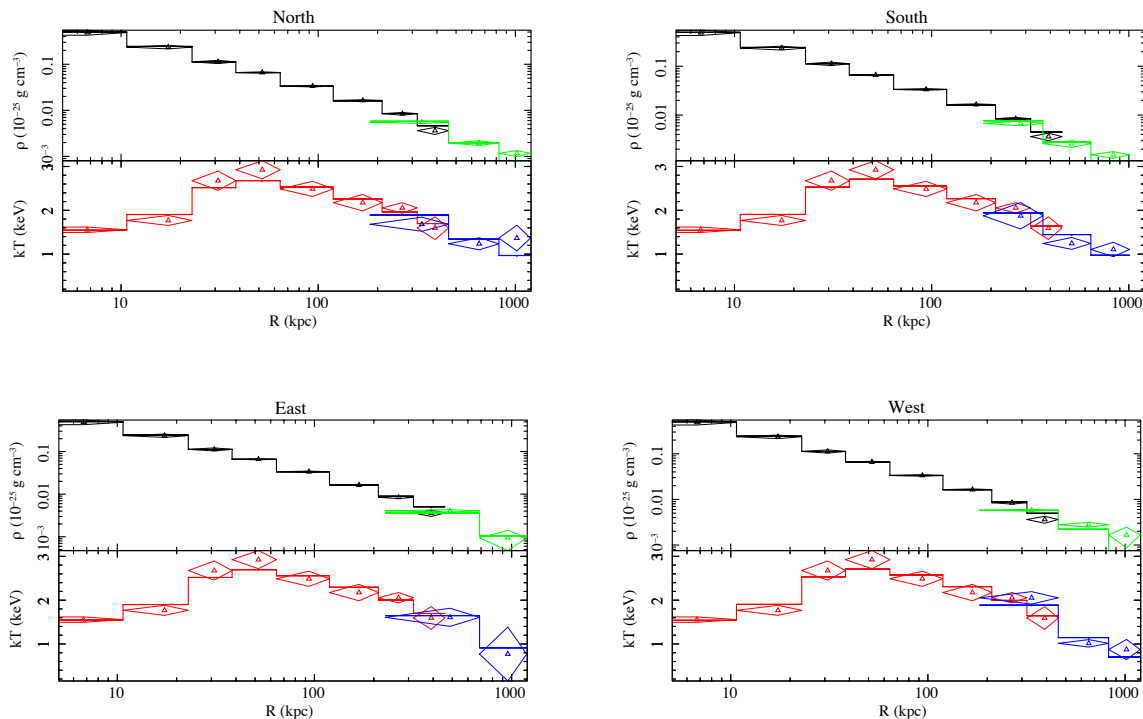 North
ρ (10⁻²⁵ g cm⁻³)
0.1
0.01
10⁻³
kT (keV)
3
2
1
10
100
1000
R (kpc)
South
ρ (10⁻²⁵ g cm⁻³)
0.1
0.01
10⁻³
kT (keV)
3
2
1
10
100
1000
R (kpc)
East
ρ (10⁻²⁵ g cm⁻³)
0.1
0.01
10⁻³
kT (keV)
3
2
1
10
100
1000
R (kpc)
West
ρ (10⁻²⁵ g cm⁻³)
0.1
0.01
10⁻³
kT (keV)
3
2
1
10
100
1000
R (kpc)